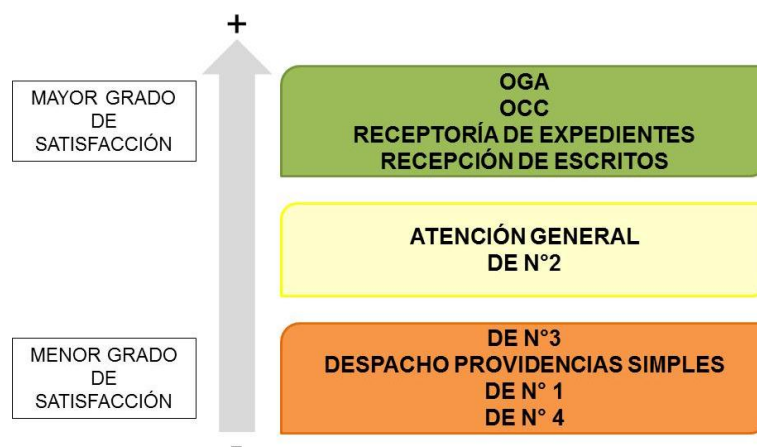 +
MAYOR GRADO
DE
SATISFACCIÓN
OGA
OCC
RECEPTORÍA DE EXPEDIENTES
RECEPCIÓN DE ESCRITOS
ATENCIÓN GENERAL
DE N°2
MENOR GRADO
DE
SATISFACCIÓN
DE N°3
DESPACHO PROVIDENCIAS SIMPLES
DE N° 1
DE N° 4
-